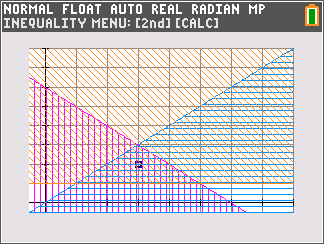 NORMAL FLOAT AUTO REAL RADIAN MP
INEQUALITY MENU:[2nd] [CALC]